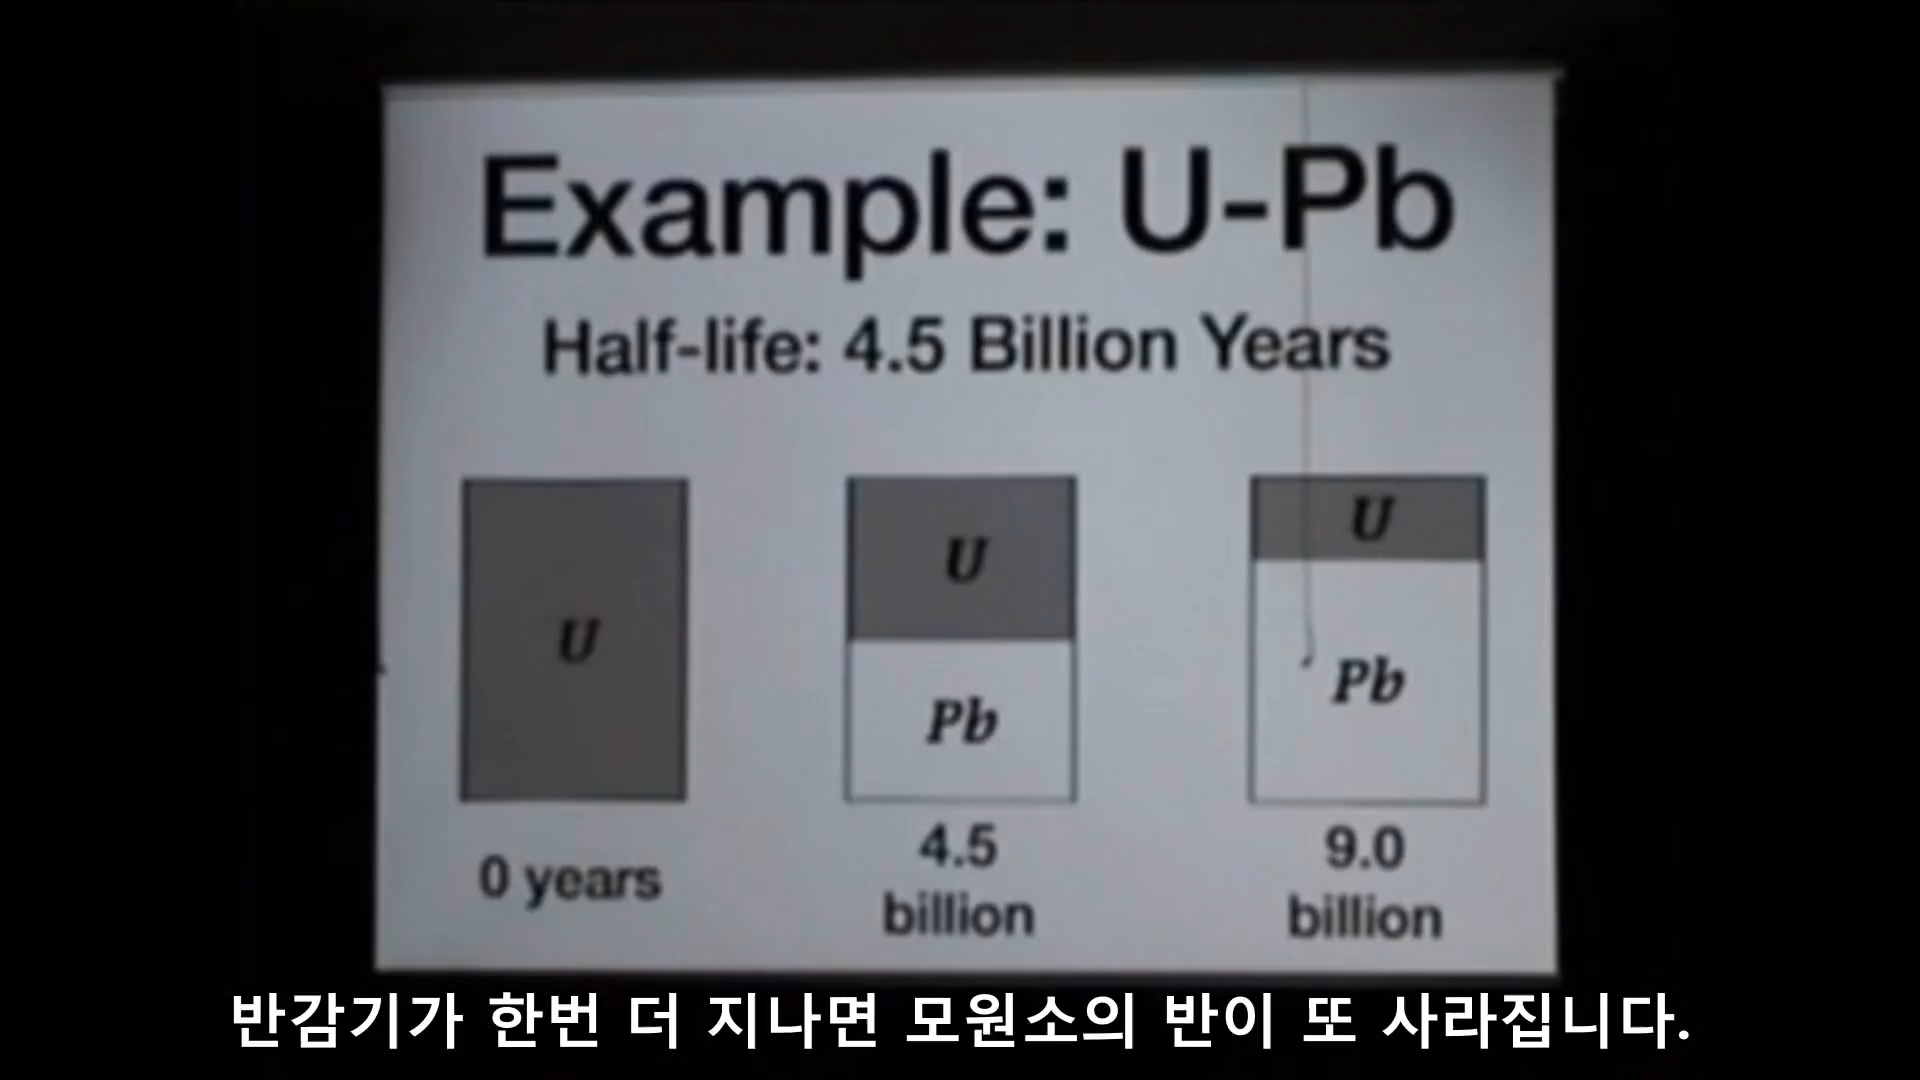 Example: U-Pb
Half-life: 4.5 Billion Years
U
U
Pb
U
Pb
0 years
4.5
billion
9.0
billion
반감기가 한번 더 지나면 모원소의 반이 또 사라집니다.